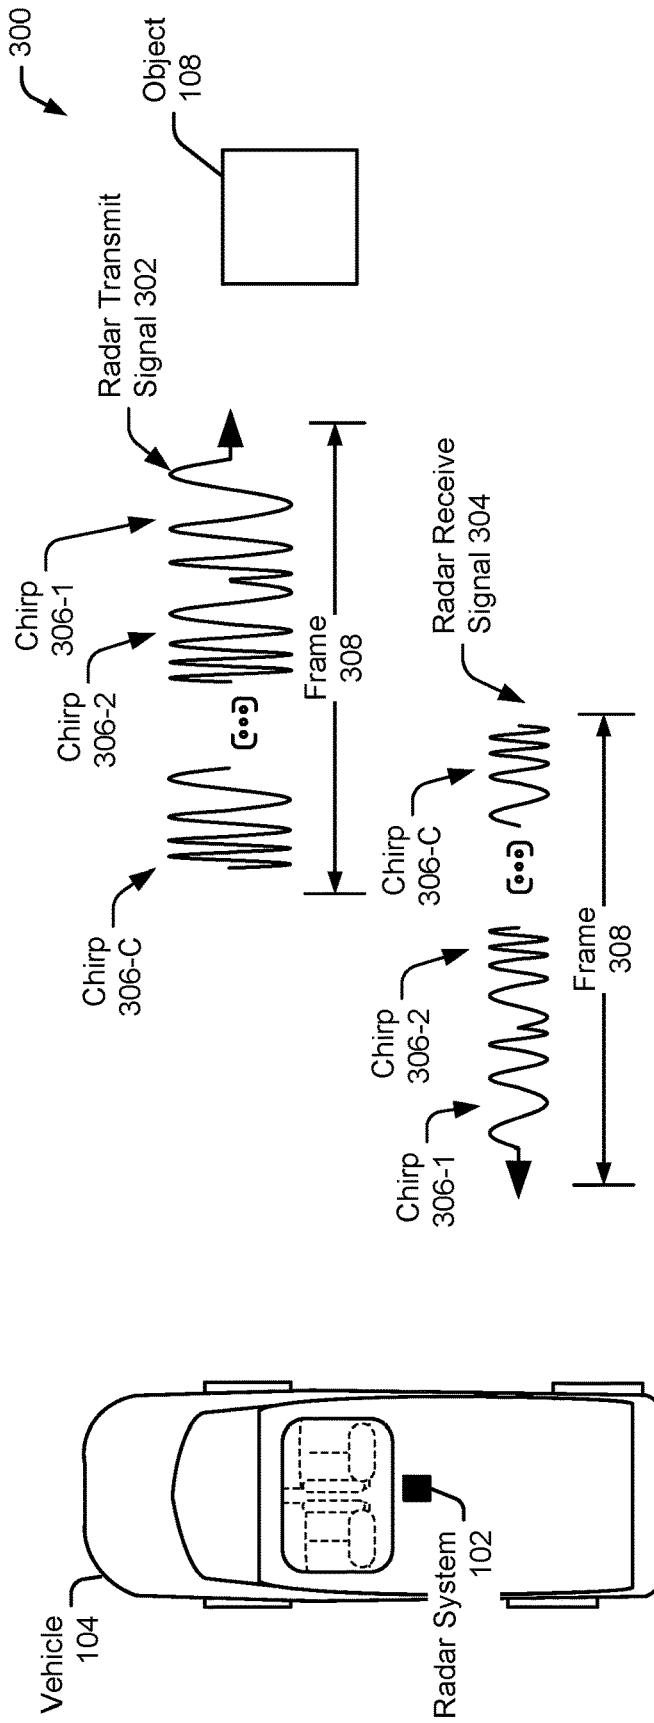 300
Object
108
Radar Transmit
Signal 302
Chirp
306-1
Chirp
306-2
Chirp
306-C
Frame
308
Radar Receive
Signal 304
Chirp
306-C
Chirp
306-2
Chirp
306-1
Frame
308
Vehicle
104
Radar System
102